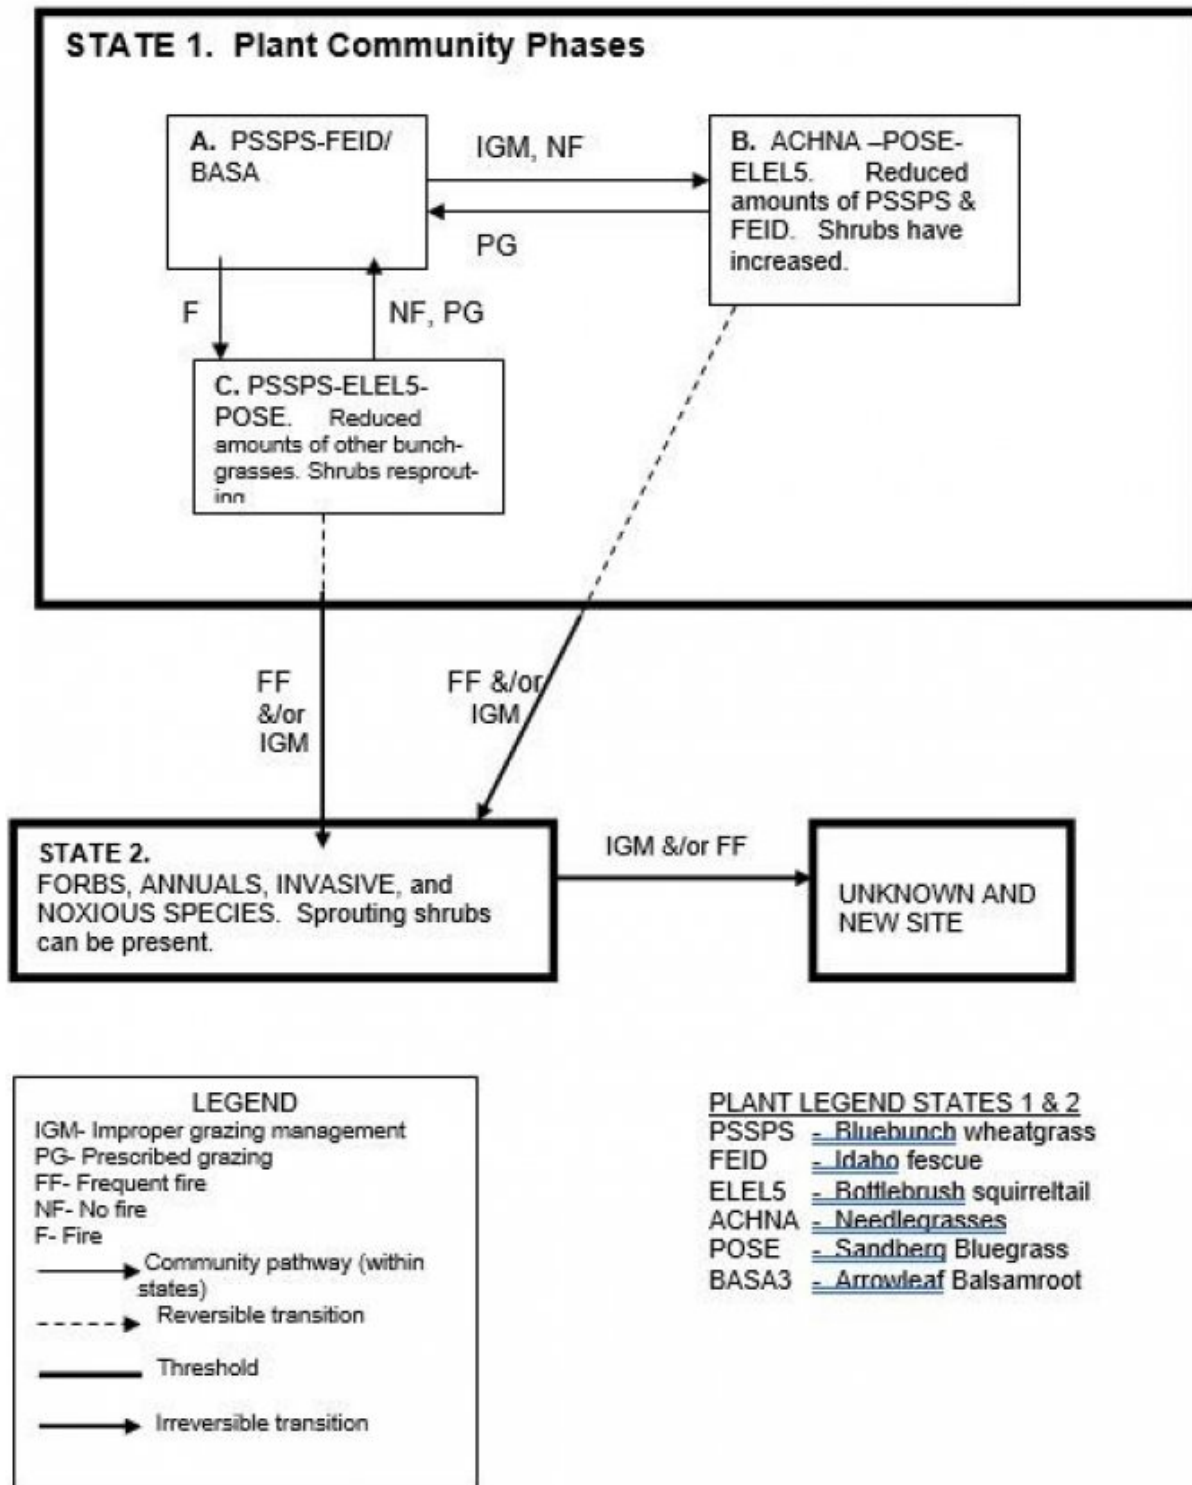 STATE 1. Plant Community Phases
A. PSSPS-FEID/
BASA
IGM, NF
PG
B. ACHNA –POSE-
ELEL5. Reduced
amounts of PSSPS &
FEID. Shrubs have
increased.
F
NF, PG
C. PSSPS-ELEL5-
POSE. Reduced
amounts of other bunch-
grasses. Shrubs resprout-
ing
FF
&/or
IGM
FF &/or
IGM
STATE 2.
FORBS, ANNUALS, INVASIVE, and
NOXIOUS SPECIES. Sprouting shrubs
can be present.
IGM &/or FF
UNKNOWN AND
NEW SITE
LEGEND
IGM- Improper grazing management
PG- Prescribed grazing
FF- Frequent fire
NF- No fire
F- Fire
Community pathway (within
states)
Reversible transition
Threshold
Irreversible transition
PLANT LEGEND STATES 1 & 2
PSSPS - Bluebunch wheatgrass
FEID - Idaho fescue
ELEL5 - Bottlebrush squirreltail
ACHNA - Needlegrasses
POSE - Sandberg Bluegrass
BASA3 - Arrowleaf Balsamroot